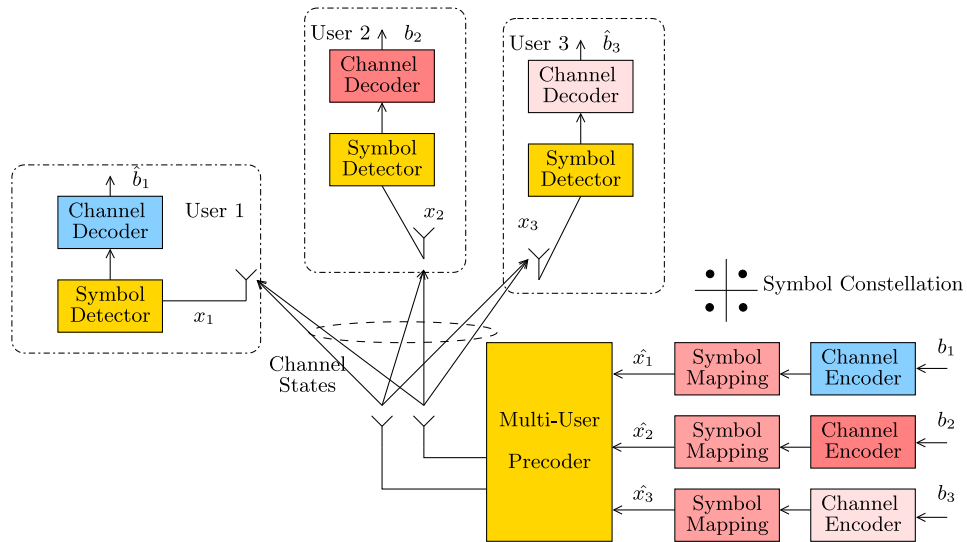 User 2 b₂
Channel
Decoder
Symbol
Detector
x₂
User 3 b̂₃
Channel
Decoder
Symbol
Detector
x₃
b̂₁
User 1
Channel
Decoder
Symbol
Detector
x₁
Channel
States
Symbol Constellation
Multi-User
Precoder
x̂₁
Symbol
Mapping
Channel
Encoder
b₁
x̂₂
Symbol
Mapping
Channel
Encoder
b₂
x̂₃
Symbol
Mapping
Channel
Encoder
b₃